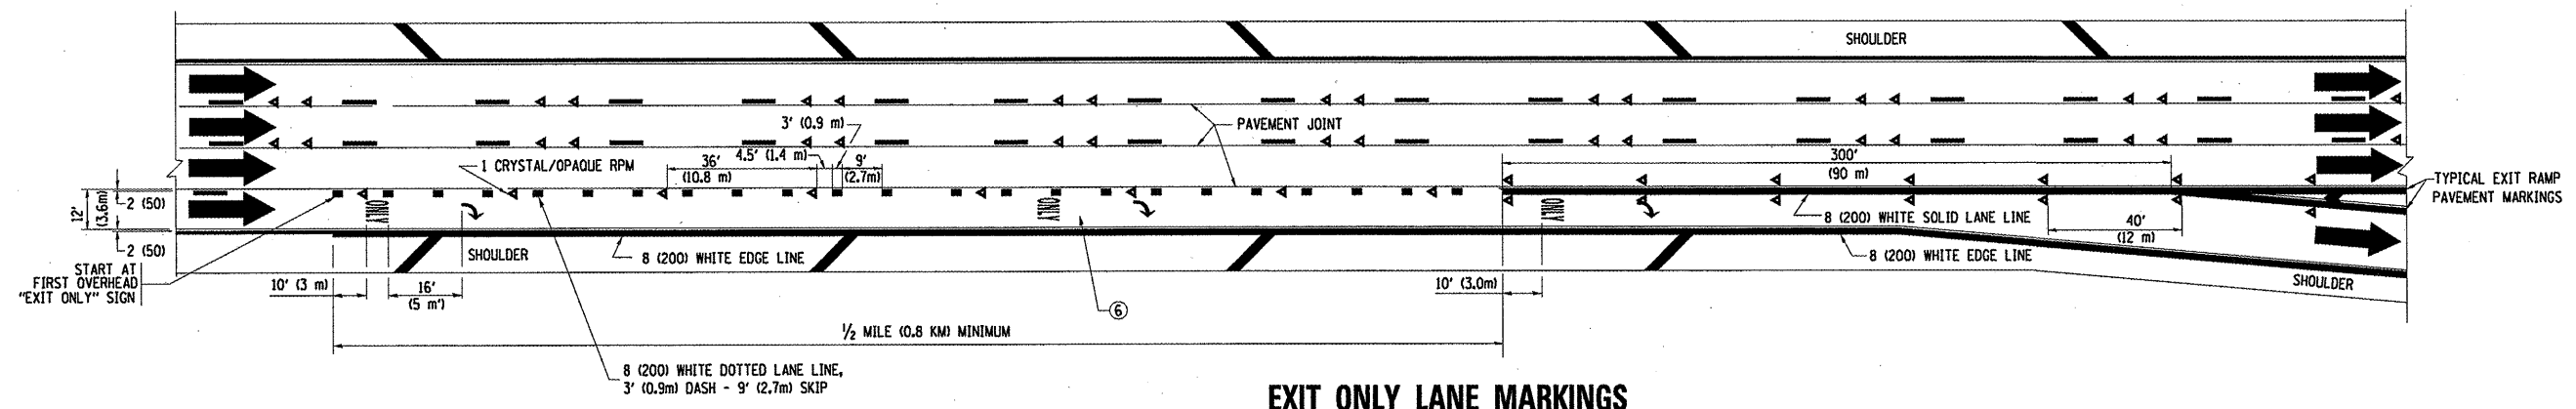 SHOULDER
3' (0.9 m)
PAVEMENT JOINT
4.5' (1.4 m)
1 CRYSTAL/OPAQUE RPM
36'
(10.8 m)
9'
(2.7m)
300'
(90 m)
TYPICAL EXIT RAMP
PAVEMENT MARKINGS
2 (50)
12'
(3.6m)
2 (50)
ONLY
ONLY
ONLY
8 (200) WHITE SOLID LANE LINE
40'
(12 m)
SHOULDER
8 (200) WHITE EDGE LINE
8 (200) WHITE EDGE LINE
START AT
FIRST OVERHEAD
"EXIT ONLY" SIGN
10' (3 m)
16'
(5 m')
10' (3.0m)
SHOULDER
6
1/2 MILE (0.8 KM) MINIMUM
8 (200) WHITE DOTTED LANE LINE,
3' (0.9m) DASH - 9' (2.7m) SKIP
EXIT ONLY LANE MARKINGS